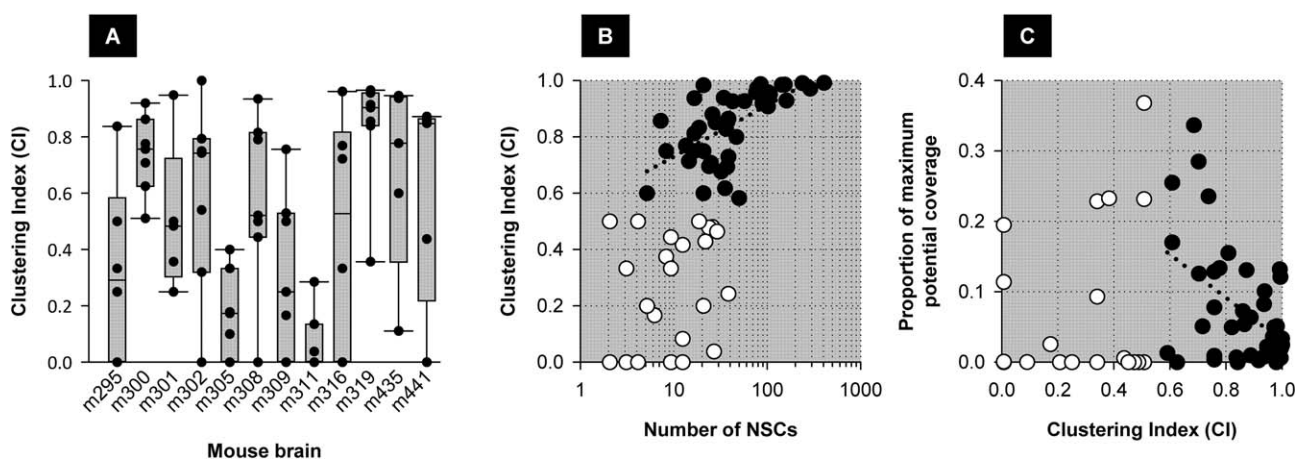 A
Clustering Index (CI)
1.0
0.8
0.6
0.4
0.2
0.0
m295
m300
m301
m302
m305
m308
m309
m311
m316
m319
m435
m441
Mouse brain
B
Clustering Index (CI)
1.0
0.8
0.6
0.4
0.2
0.0
1
10
100
1000
Number of NSCs
C
Proportion of maximum
potential coverage
0.4
0.3
0.2
0.1
0.0
0.0
0.2
0.4
0.6
0.8
1.0
Clustering Index (CI)